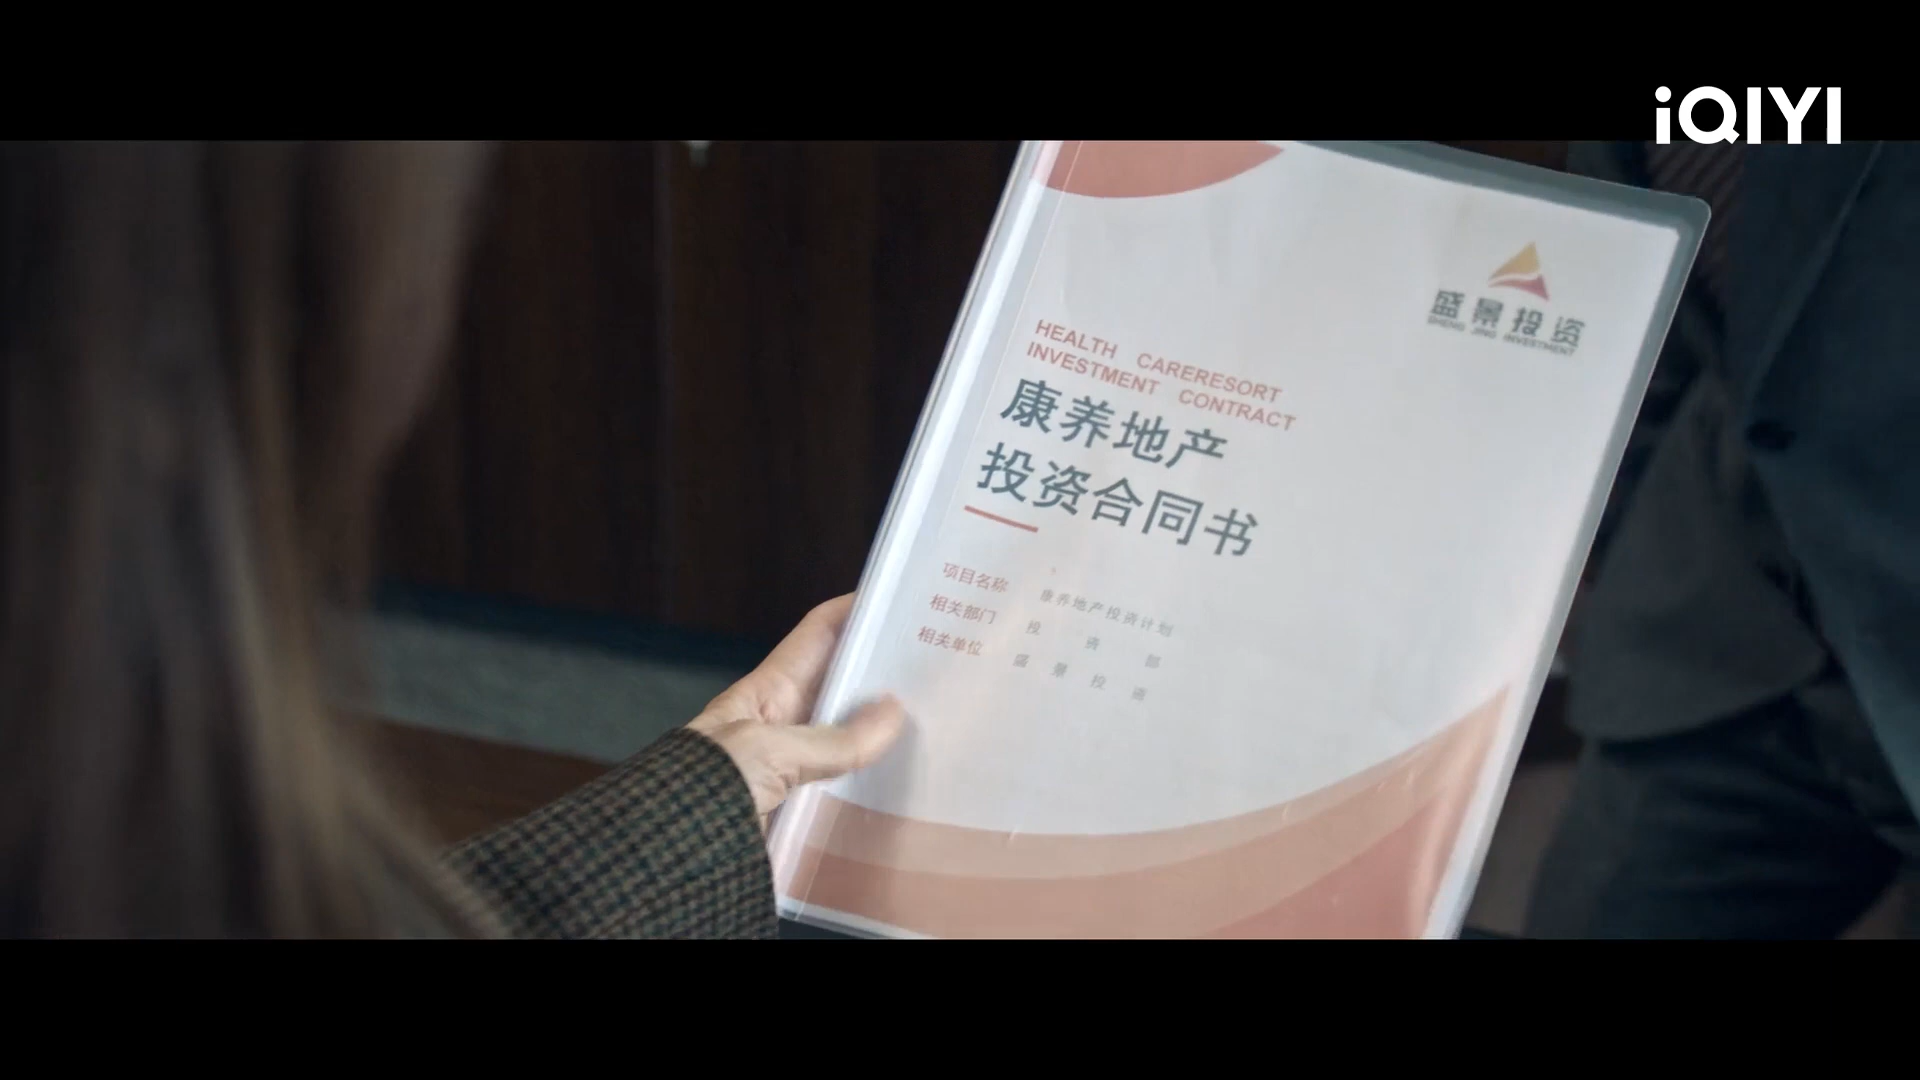 iQIYI
盛景投资
SHENG JING INVESTMENT
HEALTH CARERESORT
INVESTMENT CONTRACT
康养地产
投资合同书
项目名称 康养地产投资计划
相关部门 投资部
相关单位 盛景投资